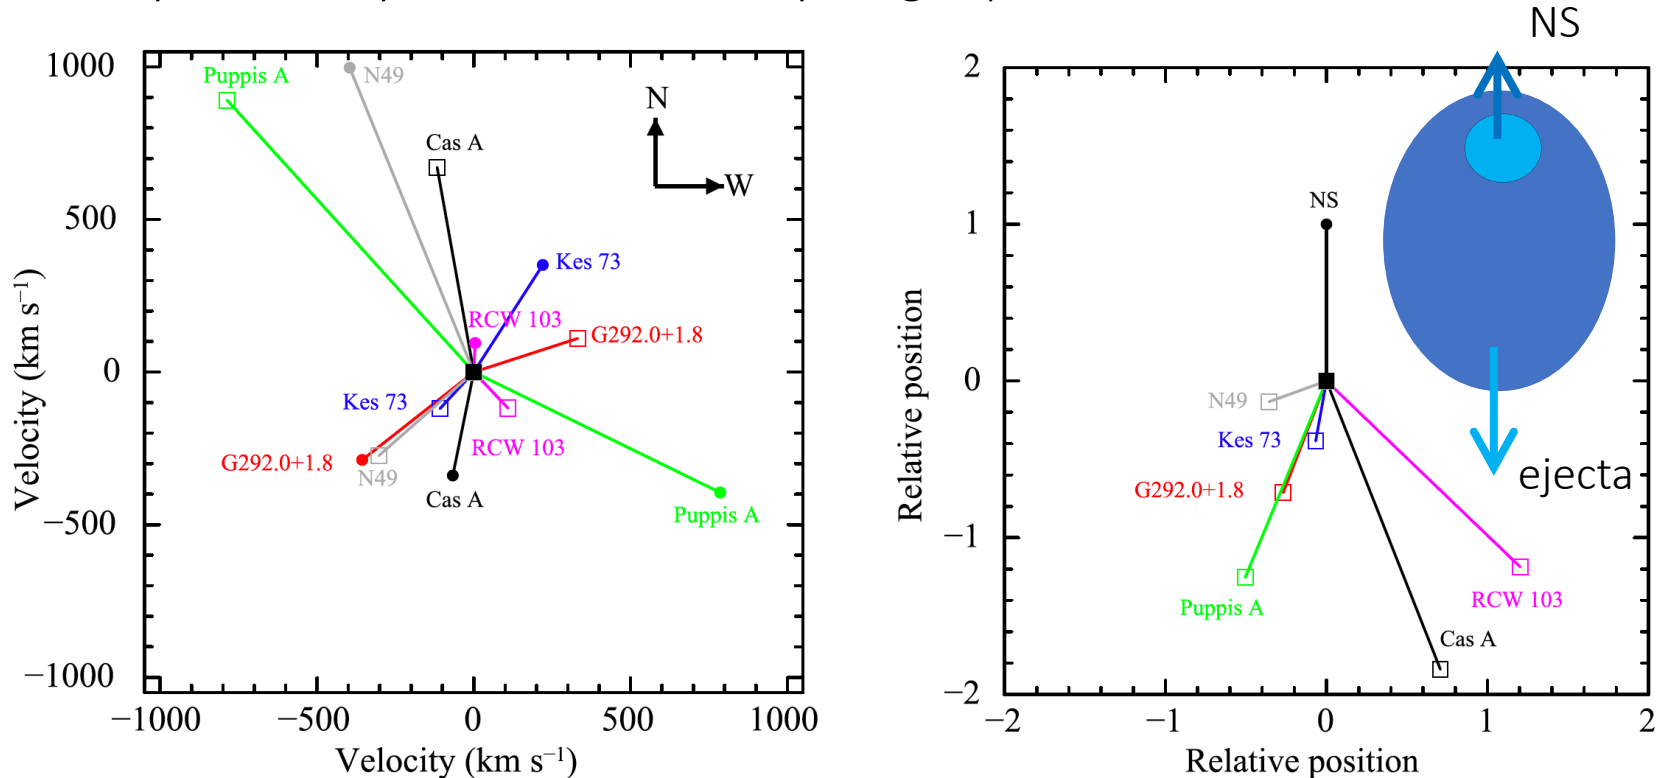 NS
1000
500
0
−500
−1000
Velocity (km s−1)
Puppis A
N49
Cas A
N
W
Kes 73
RCW 103
G292.0+1.8
Kes 73
RCW 103
G292.0+1.8
N49
Cas A
Puppis A
−1000
−500
0
500
1000
Velocity (km s−1)
2
1
0
−1
−2
Relative position
NS
N49
Kes 73
G292.0+1.8
ejecta
Puppis A
RCW 103
Cas A
−2
−1
0
1
2
Relative position